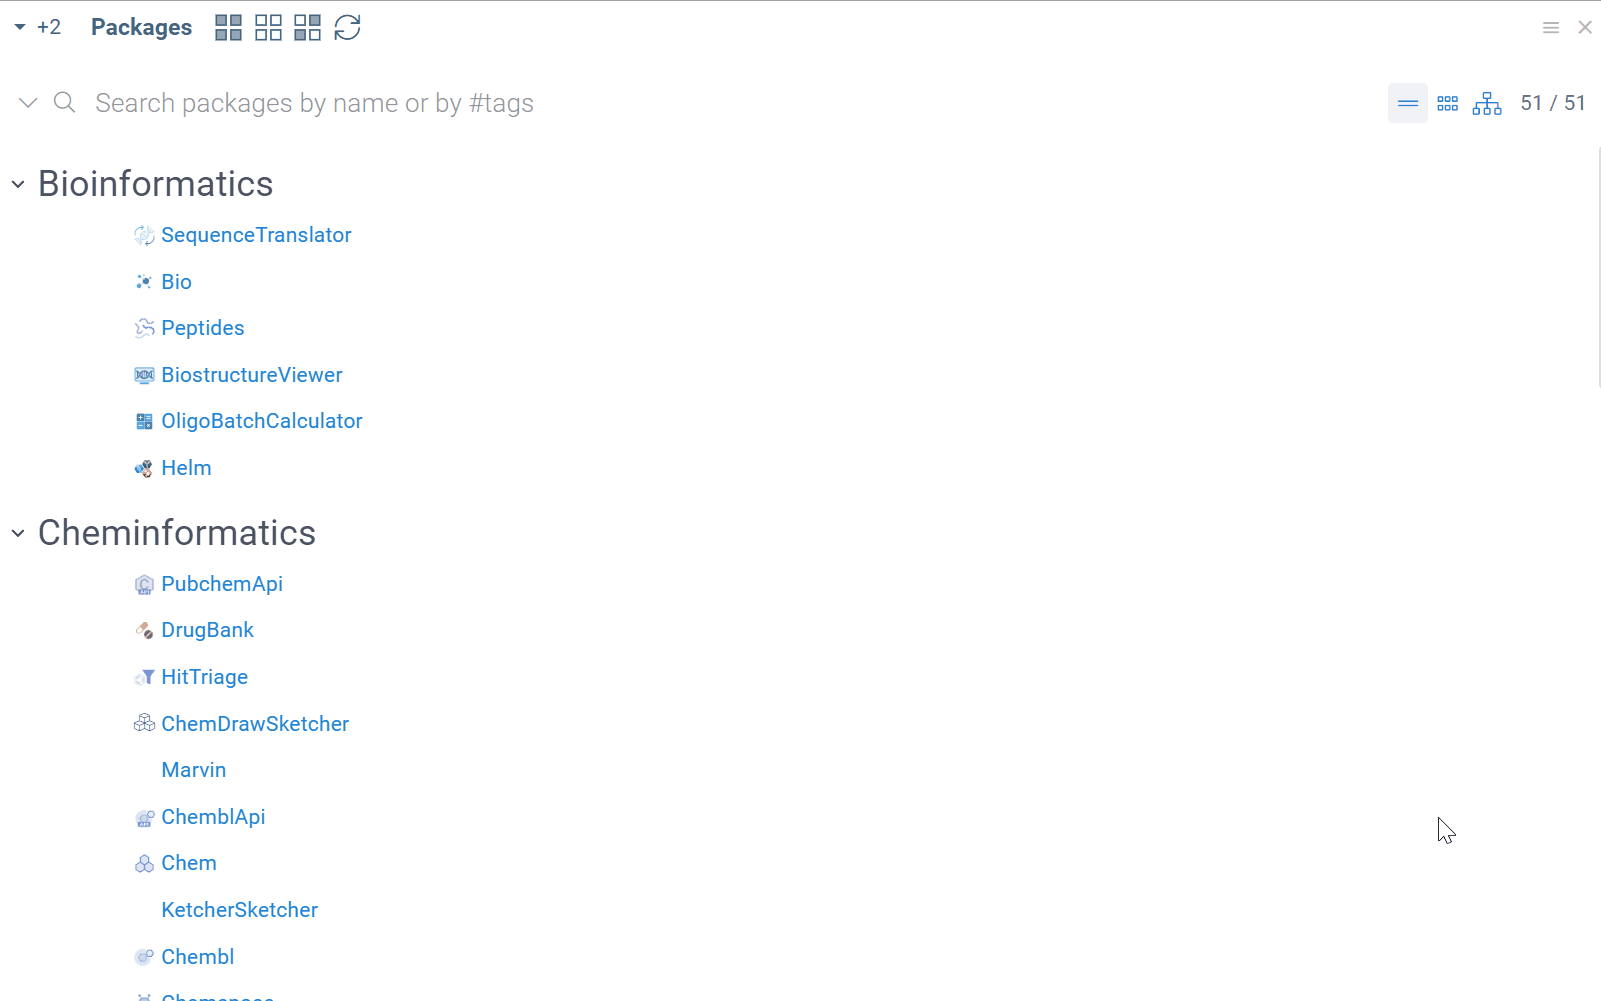 +2 Packages
Search packages by name or by #tags 51 / 51
Bioinformatics
SequenceTranslator
Bio
Peptides
BiostructureViewer
OligoBatchCalculator
Helm
Cheminformatics
PubchemApi
DrugBank
HitTriage
ChemDrawSketcher
Marvin
ChemblApi
Chem
KetcherSketcher
Chembl